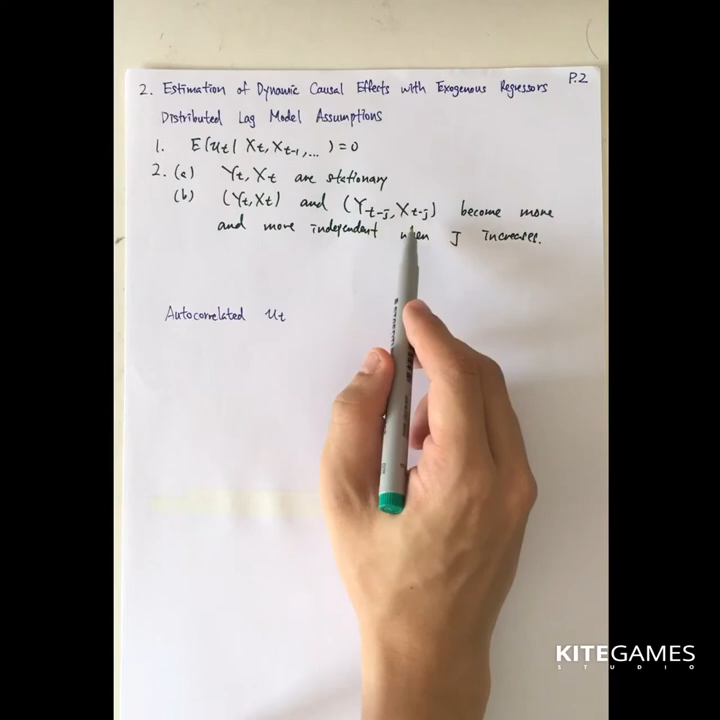 P.2
2. Estimation of Dynamic Causal Effects with Exogenous Regressors
Distributed Lag Model Assumptions
1. E(ut | Xt, Xt-1, ... ) = 0
2. (a) Yt, Xt are stationary
(b) (Yt, Xt) and (Yt-j, Xt-j) become more
and more independent when J increases.
Autocorrelated ut
KITEGAMES
STUDIO